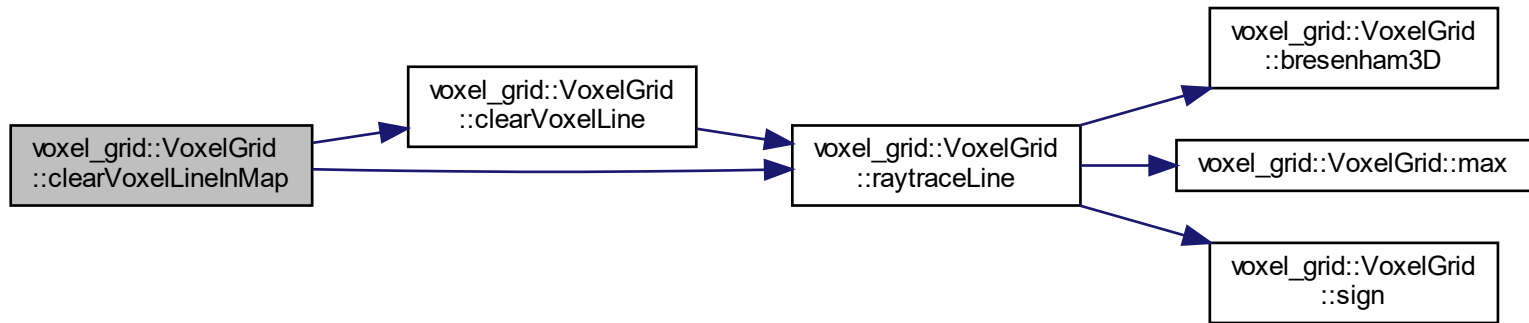 voxel_grid::VoxelGrid
::clearVoxelLineInMap
voxel_grid::VoxelGrid
::clearVoxelLine
voxel_grid::VoxelGrid
::raytraceLine
voxel_grid::VoxelGrid
::bresenham3D
voxel_grid::VoxelGrid::max
voxel_grid::VoxelGrid
::sign